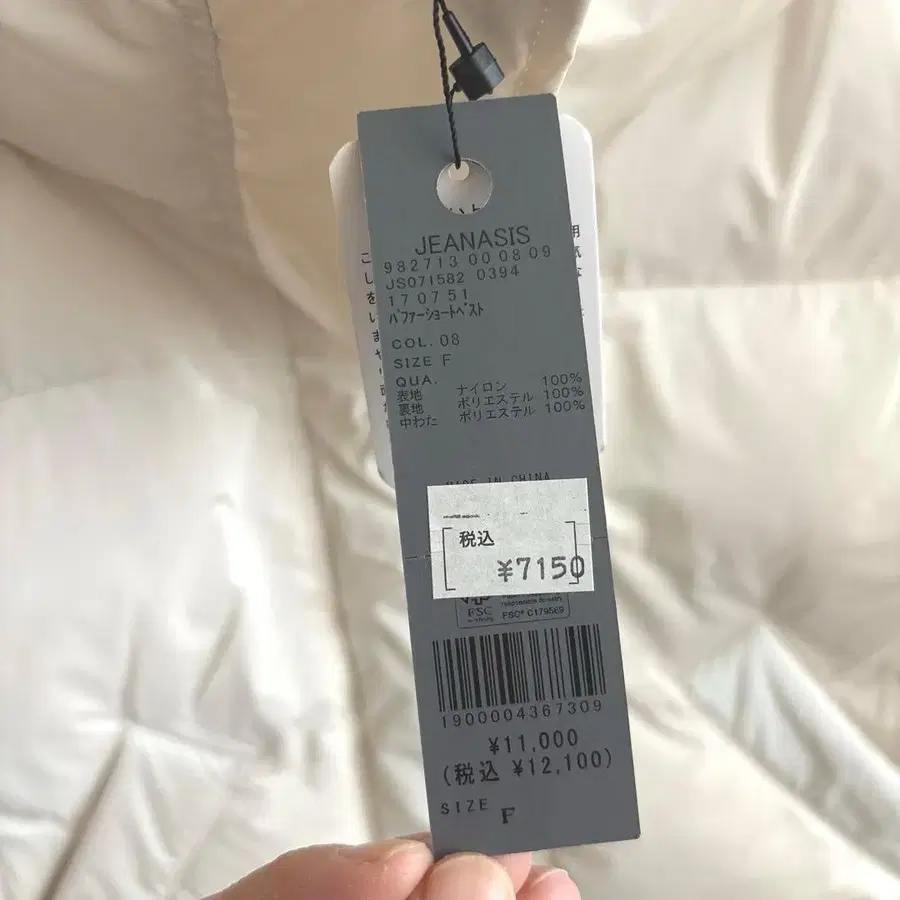 JEANASIS
982713 000809
JS071582 0394
170751
ﾊﾟﾌｧｰｼｮｰﾄﾍﾞｽﾄ
COL. 08
SIZE F
QUA.
表地 ナイロン 100%
裏地 ポリエステル 100%
中わた ポリエステル 100%
MADE IN CHINA
税込
¥7150
FSC
FSC® C179569
1900004367309
¥11,000
(税込 ¥12,100)
SIZE F